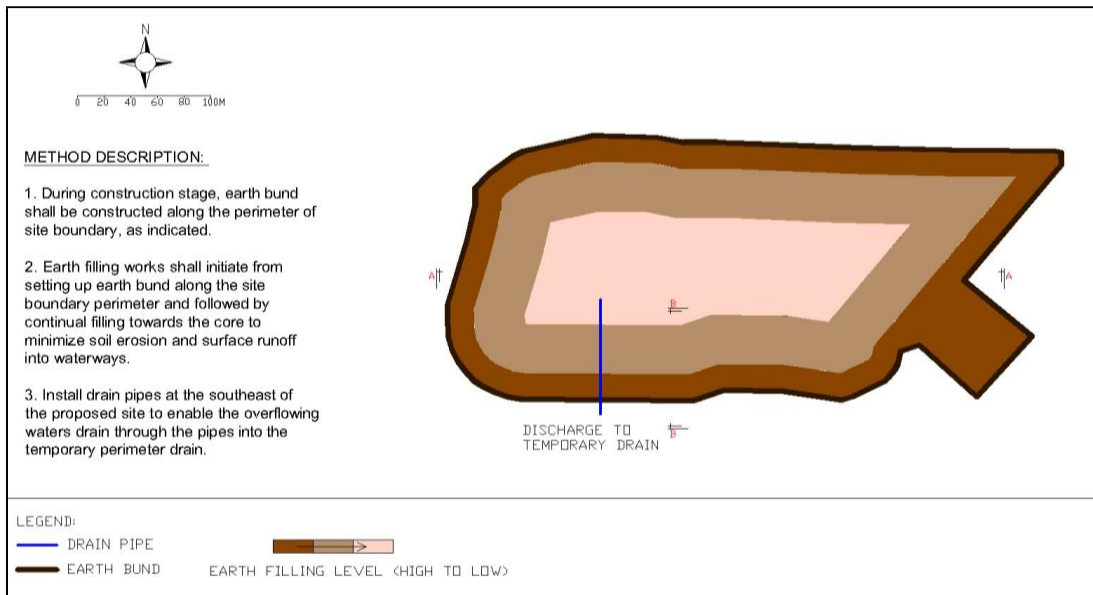 N
0 20 40 60 80 100M
METHOD DESCRIPTION:
1. During construction stage, earth bund
shall be constructed along the perimeter of
site boundary, as indicated.
2. Earth filling works shall initiate from
setting up earth bund along the site
boundary perimeter and followed by
continual filling towards the core to
minimize soil erosion and surface runoff
into waterways.
3. Install drain pipes at the southeast of
the proposed site to enable the overflowing
waters drain through the pipes into the
temporary perimeter drain.
A
A
B
B
DISCHARGE TO
TEMPORARY DRAIN
LEGEND:
DRAIN PIPE
EARTH BUND
EARTH FILLING LEVEL (HIGH TO LOW)